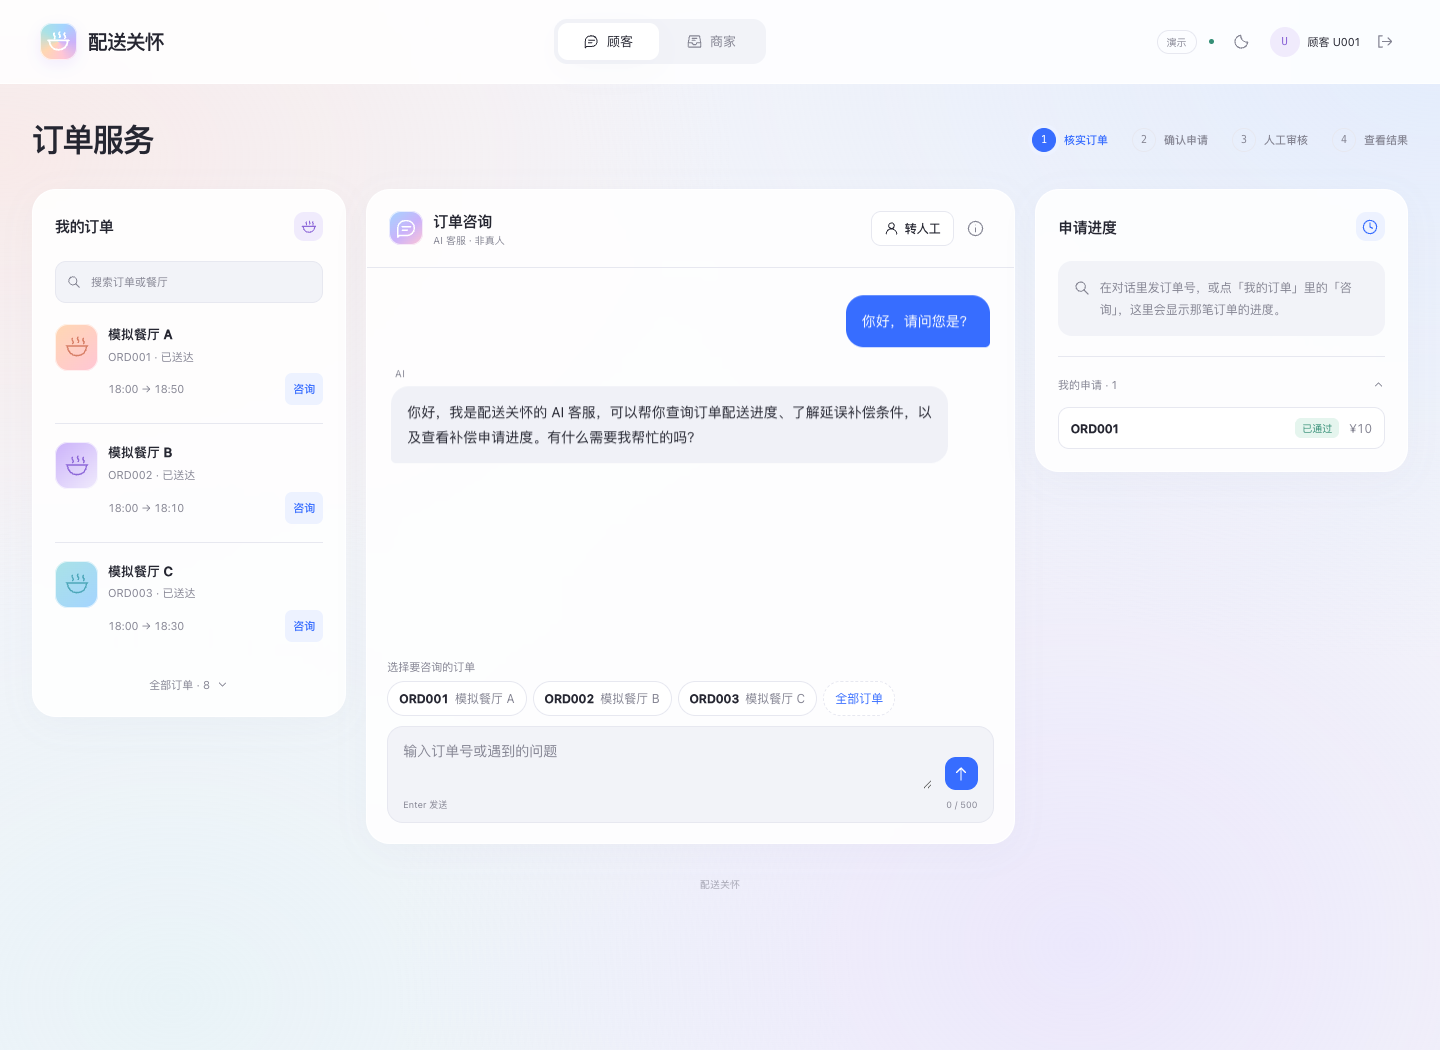 配送关怀
顾客
商家
演示
U
顾客 U001
订单服务
1 核实订单
2 确认申请
3 人工审核
4 查看结果
我的订单
搜索订单或餐厅
模拟餐厅 A
ORD001 · 已送达
18:00 → 18:50
咨询
模拟餐厅 B
ORD002 · 已送达
18:00 → 18:10
咨询
模拟餐厅 C
ORD003 · 已送达
18:00 → 18:30
咨询
全部订单 · 8
订单咨询
AI 客服 · 非真人
转人工
你好，请问您是？
AI
你好，我是配送关怀的 AI 客服，可以帮你查询订单配送进度、了解延误补偿条件，以
及查看补偿申请进度。有什么需要我帮忙的吗？
选择要咨询的订单
ORD001 模拟餐厅 A
ORD002 模拟餐厅 B
ORD003 模拟餐厅 C
全部订单
输入订单号或遇到的问题
Enter 发送
0 / 500
申请进度
在对话里发订单号，或点「我的订单」里的「咨
询」，这里会显示那笔订单的进度。
我的申请 · 1
ORD001
已通过
¥10
配送关怀